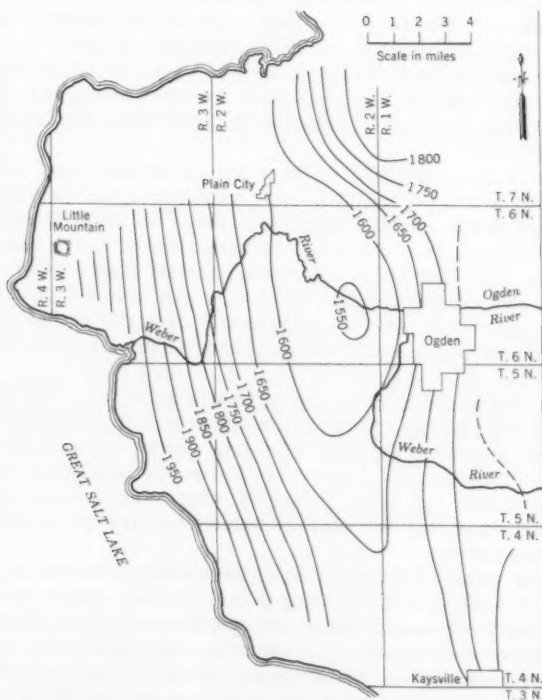 0 1 2 3 4
Scale in miles
R. 3 W.
R. 2 W.
R. 2 W.
R. 1 W.
1800
1750
Plain City
1700
T. 7 N.
T. 6 N.
1600
1650
Little
Mountain
R. 4 W.
R. 3 W.
River
1550
Ogden
River
Weber
Ogden
1600
1650
1700
1750
1800
1850
1900
1950
T. 6 N.
T. 5 N.
Weber
River
GREAT SALT LAKE
T. 5 N.
T. 4 N.
Kaysville
T. 4 N.
T. 3 N.